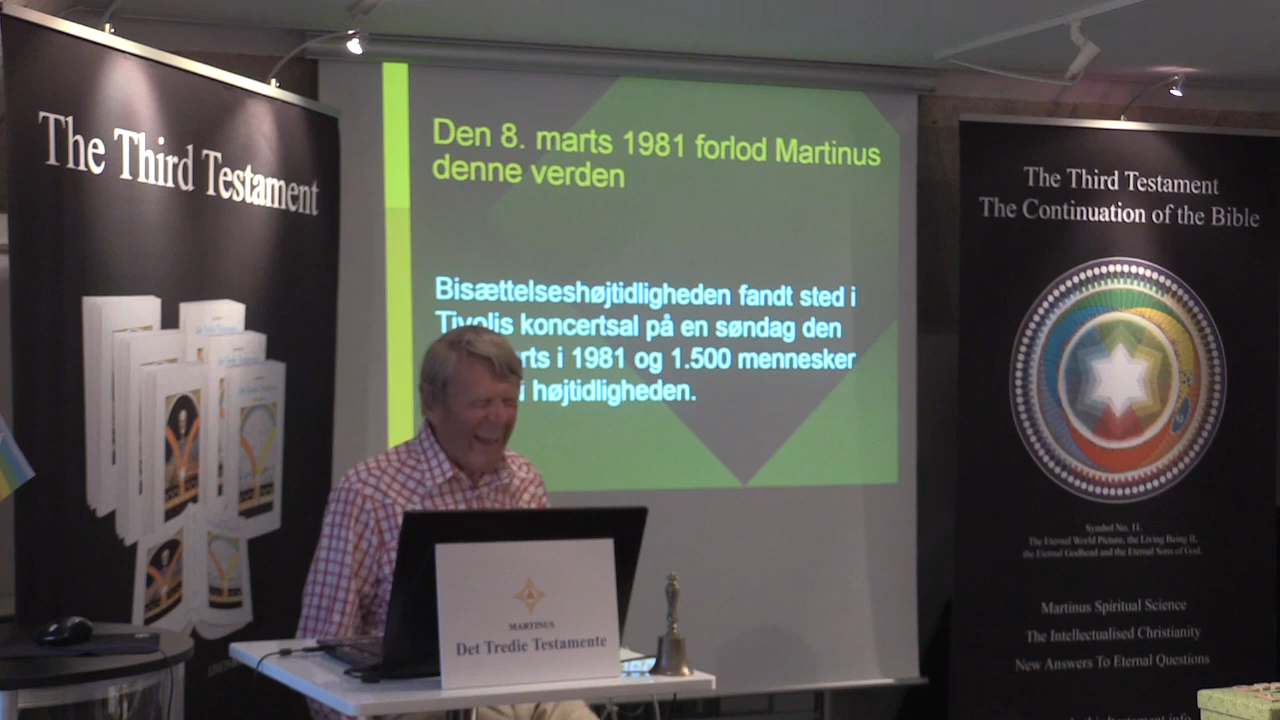 The Third Testament
Den 8. marts 1981 forlod Martinus
denne verden
Bisættelseshøjtidligheden fandt sted i
Tivolis koncertsal på en søndag den
i 1981 og 1.500 mennesker
højtidligheden.
MARTINUS
Det Tredie Testamente
The Third Testament
The Continuation of the Bible
Symbol No. 11.
The Eternal World Picture, the Living Being II,
the Eternal Godhead and the Eternal Sons of God.
Martinus Spiritual Science
The Intellectualised Christianity
New Answers To Eternal Questions